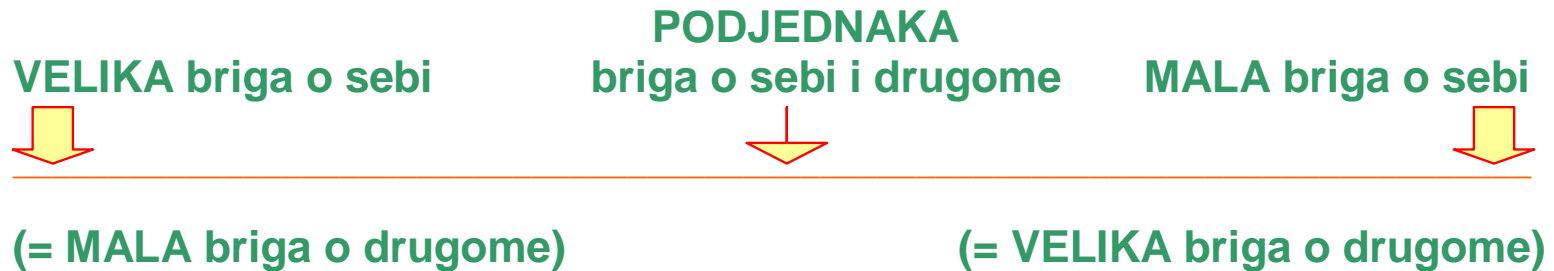 PODJEDNAKA
VELIKA briga o sebi briga o sebi i drugome MALA briga o sebi
(= MALA briga o drugome) (= VELIKA briga o drugome)